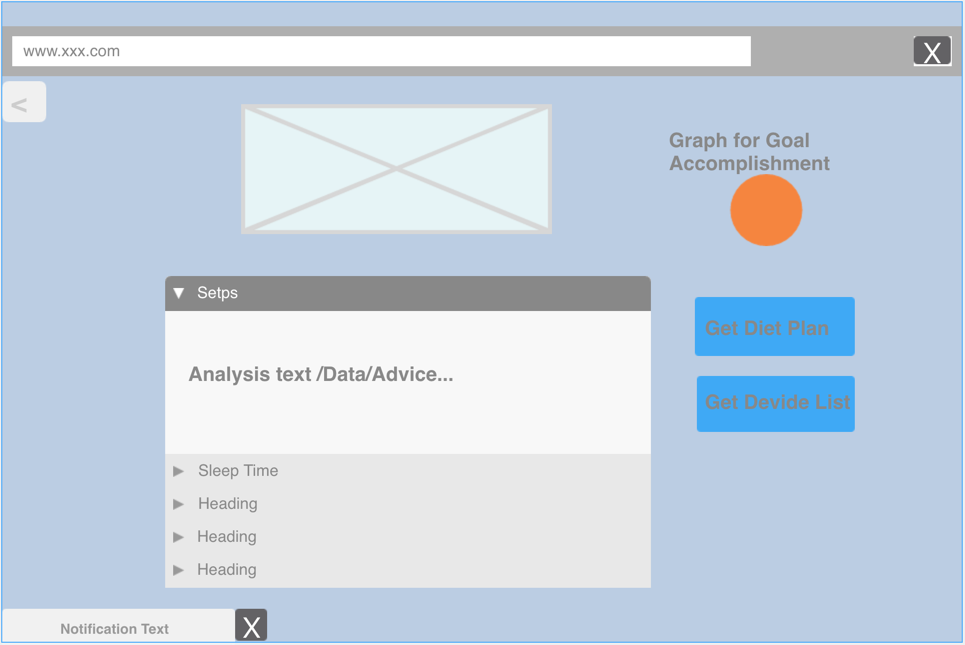 www.xxx.com
X
<
Graph for Goal
Accomplishment
▼ Setps
Analysis text /Data/Advice...
Get Diet Plan
Get Devide List
▶ Sleep Time
▶ Heading
▶ Heading
▶ Heading
Notification Text
X